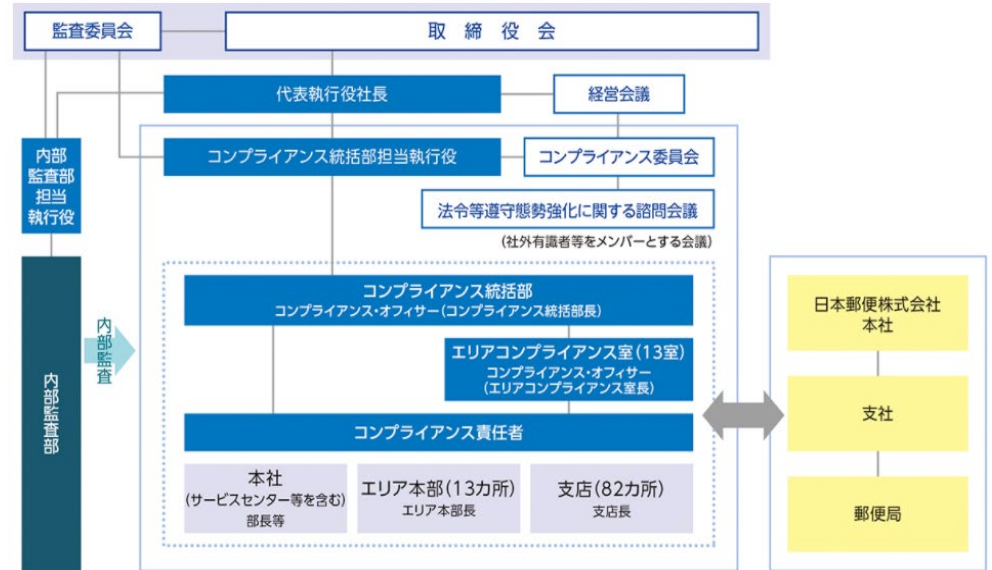 監査委員会
取締役会
代表執行役社長
経営会議
内部
監査部
担当
執行役
コンプライアンス統括部担当執行役
コンプライアンス委員会
法令等遵守態勢強化に関する諮問会議
(社外有識者等をメンバーとする会議)
内部監査部
内部監査
コンプライアンス統括部
コンプライアンス・オフィサー(コンプライアンス統括部長)
エリアコンプライアンス室(13室)
コンプライアンス・オフィサー
(エリアコンプライアンス室長)
コンプライアンス責任者
本社
(サービスセンター等を含む)
部長等
エリア本部(13カ所)
エリア本部長
支店(82カ所)
支店長
日本郵便株式会社
本社
支社
郵便局